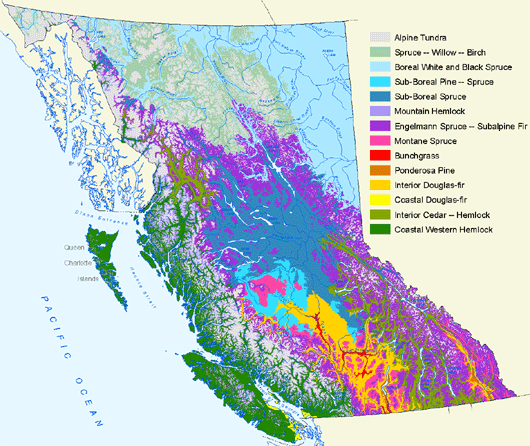 Alpine Tundra
Spruce -- Willow -- Birch
Boreal White and Black Spruce
Sub-Boreal Pine -- Spruce
Sub-Boreal Spruce
Mountain Hemlock
Engelmann Spruce -- Subalpine Fir
Montane Spruce
Bunchgrass
Ponderosa Pine
Interior Douglas-fir
Coastal Douglas-fir
Interior Cedar -- Hemlock
Coastal Western Hemlock
Dixon Entrance
Queen
Charlotte
Islands
Hecate Strait
PACIFIC OCEAN